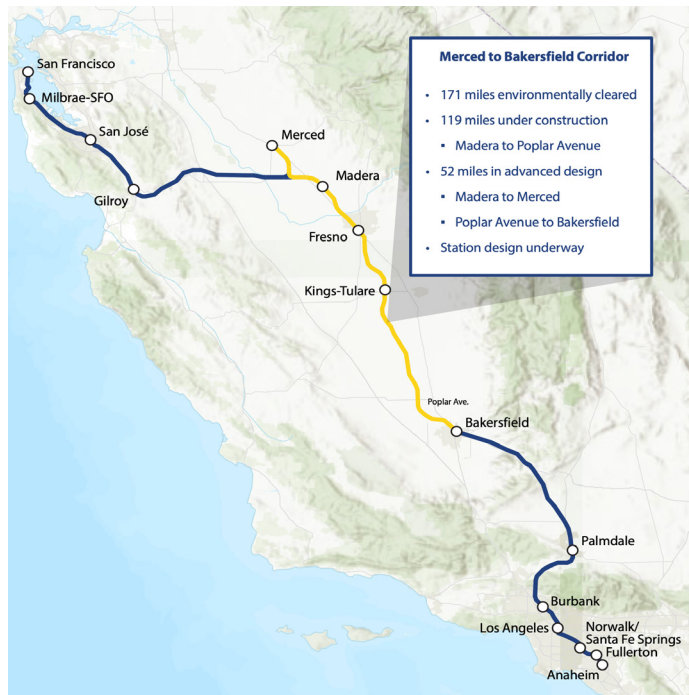 San Francisco
Milbrae-SFO
San José
Gilroy
Merced
Madera
Fresno
Kings-Tulare
Poplar Ave.
Bakersfield
Palmdale
Burbank
Los Angeles
Norwalk/
Santa Fe Springs
Fullerton
Anaheim
Merced to Bakersfield Corridor
• 171 miles environmentally cleared
• 119 miles under construction
▪ Madera to Poplar Avenue
• 52 miles in advanced design
▪ Madera to Merced
▪ Poplar Avenue to Bakersfield
• Station design underway